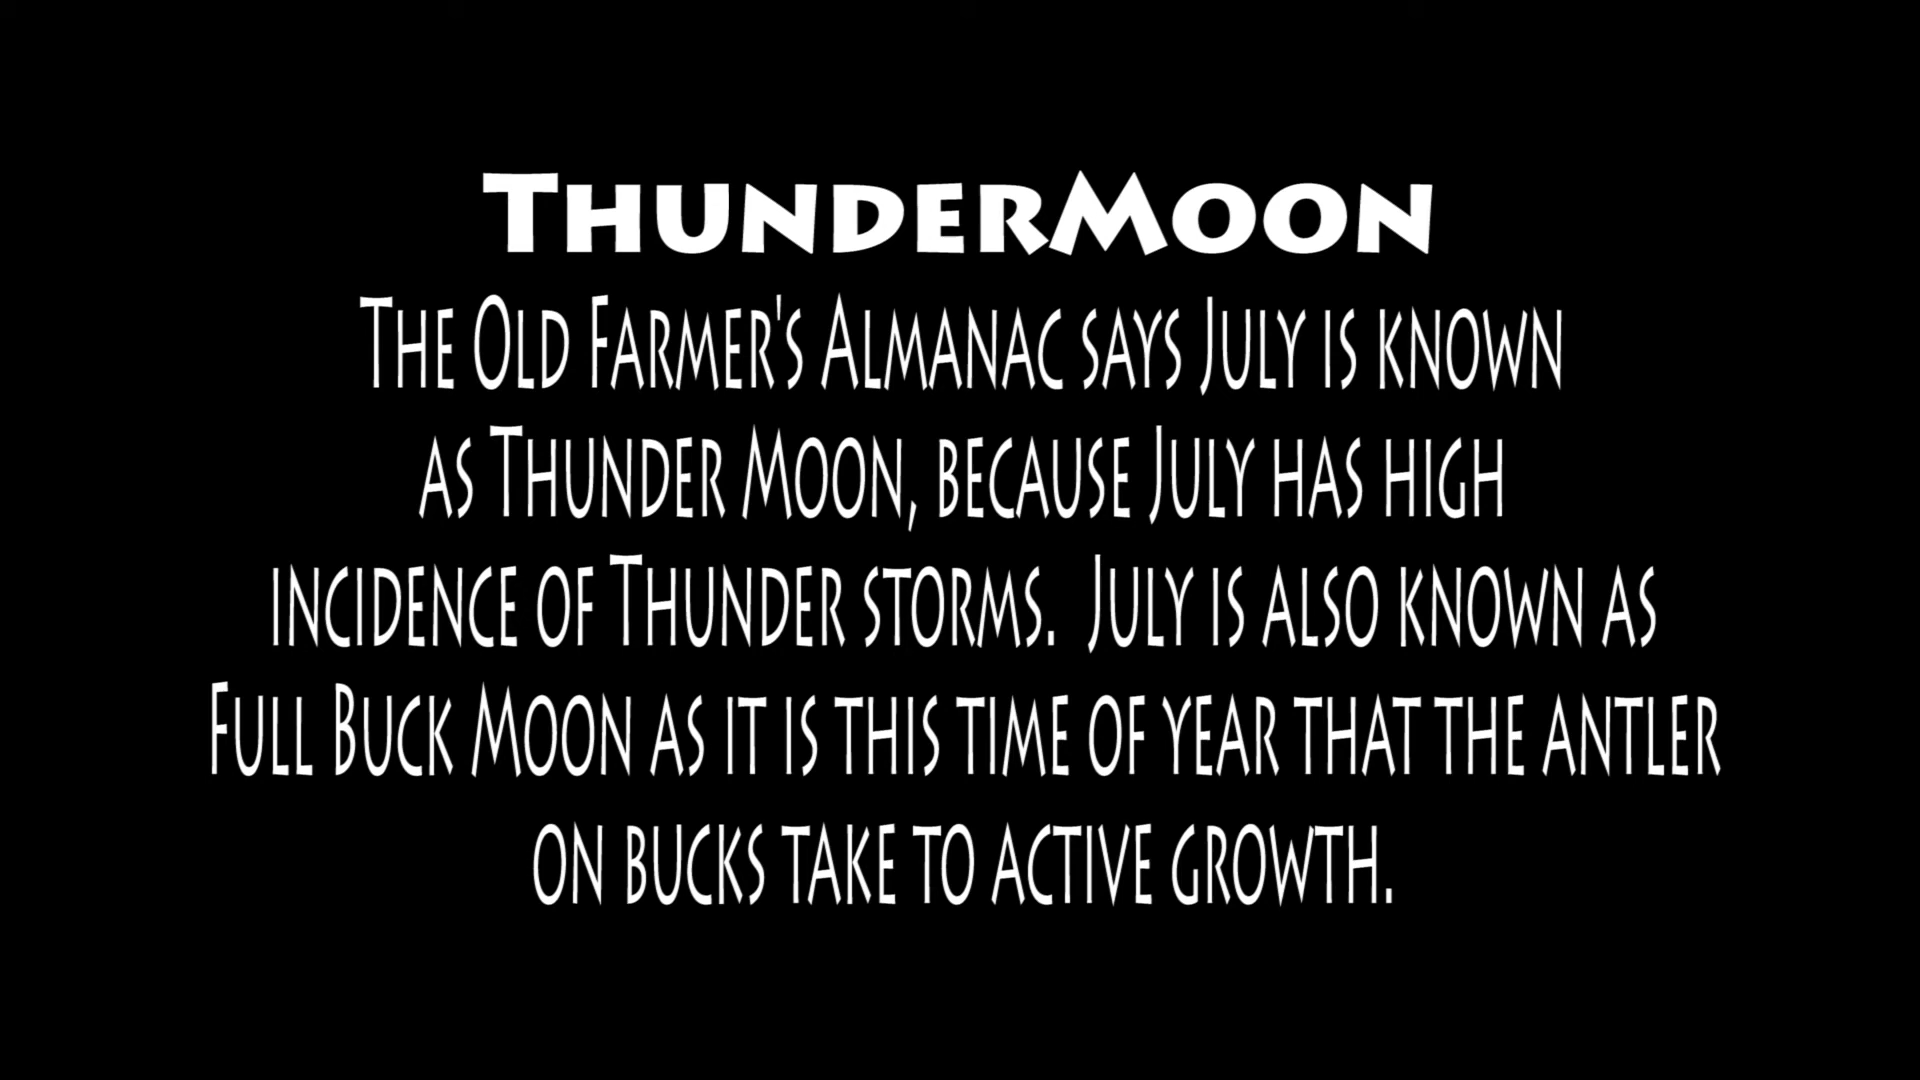 ThunderMoon
The Old Farmer's Almanac says July is known
as Thunder Moon, because July has high
incidence of Thunder storms.  July is also known as
Full Buck Moon as it is this time of year that the antler
on bucks take to active growth.